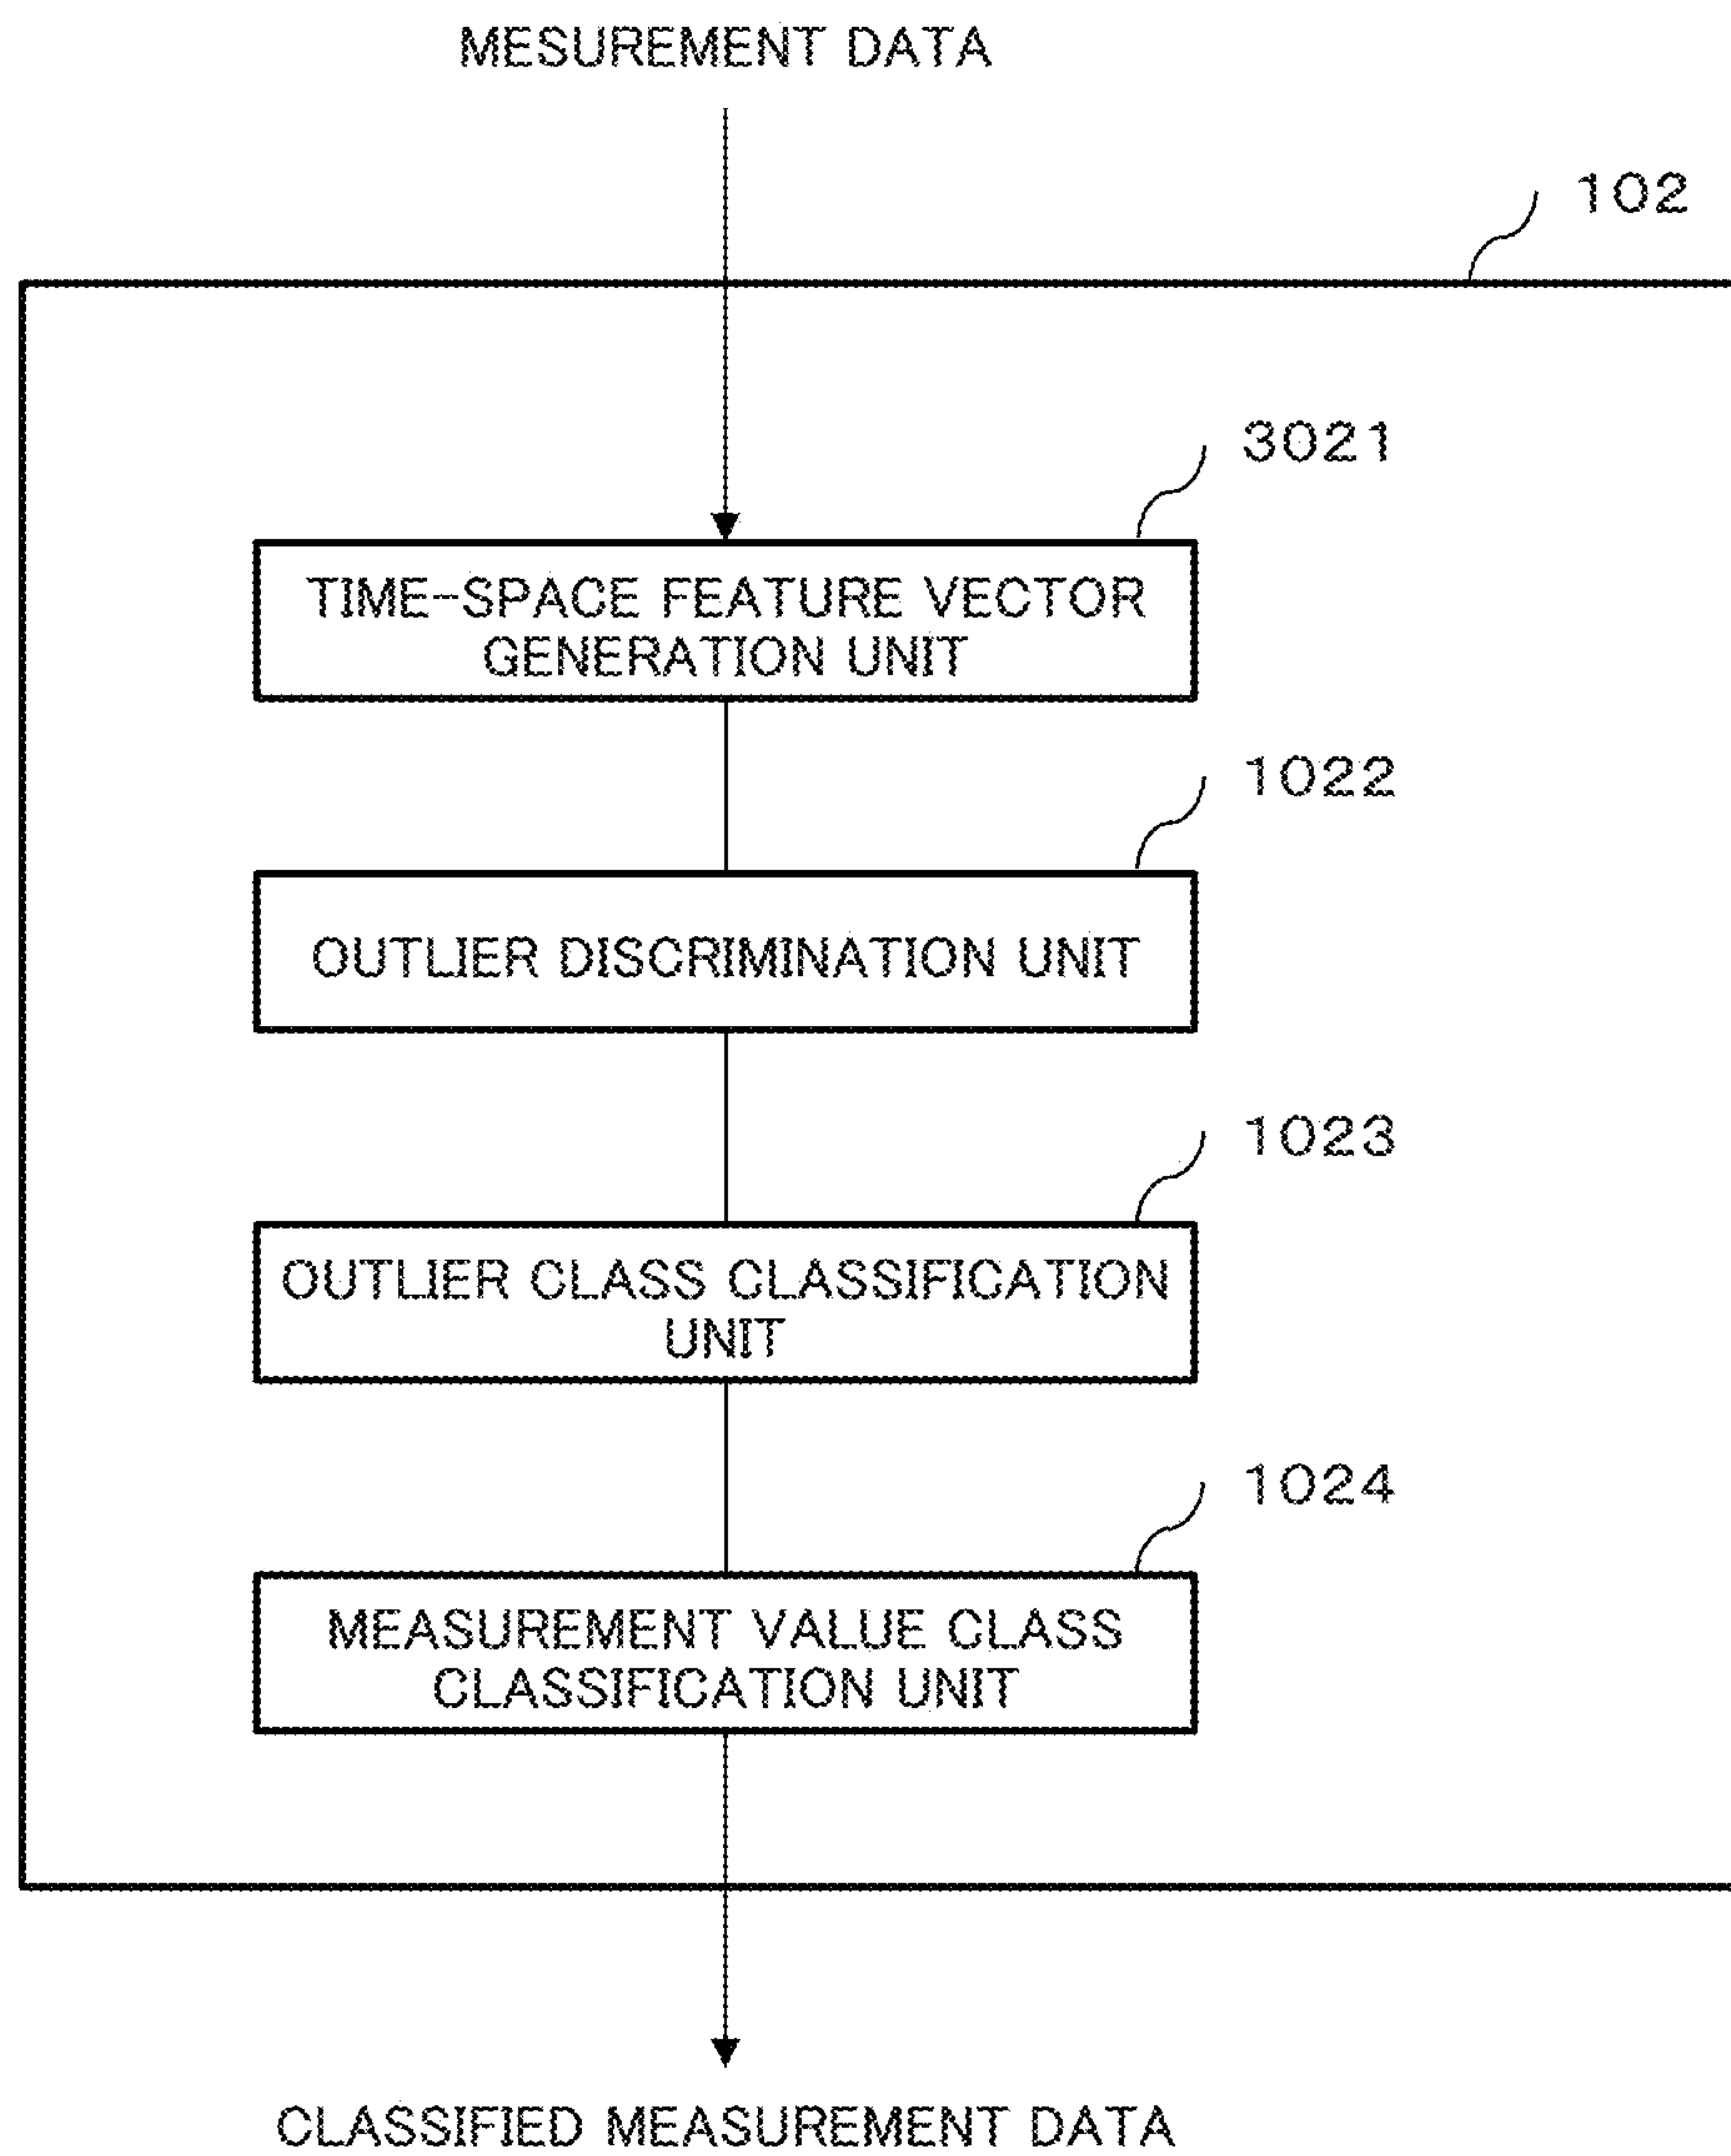 MESUREMENT DATA
102
3021
TIME-SPACE FEATURE VECTOR
GENERATION UNIT
1022
OUTLIER DISCRIMINATION UNIT
1023
OUTLIER CLASS CLASSIFICATION
UNIT
1024
MEASUREMENT VALUE CLASS
CLASSIFICATION UNIT
CLASSIFIED MEASUREMENT DATA